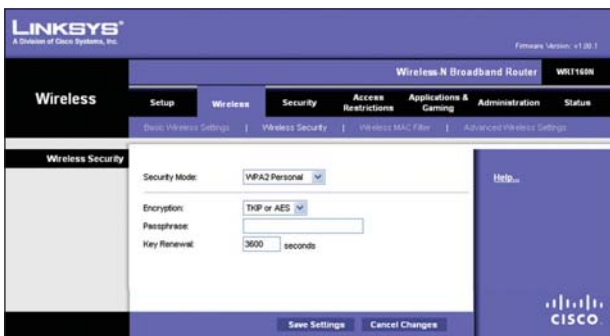 LINKSYS®
A Division of Cisco Systems, Inc.
Firmware Version: v1.00.1
Wireless-N Broadband Router WRT160N
Wireless
Setup Wireless Security Access Restrictions Applications & Gaming Administration Status
Basic Wireless Settings | Wireless Security | Wireless MAC Filter | Advanced Wireless Settings
Wireless Security
Security Mode: WPA2 Personal
Help...
Encryption: TKIP or AES
Passphrase:
Key Renewal: 3600 seconds
Save Settings Cancel Changes
CISCO